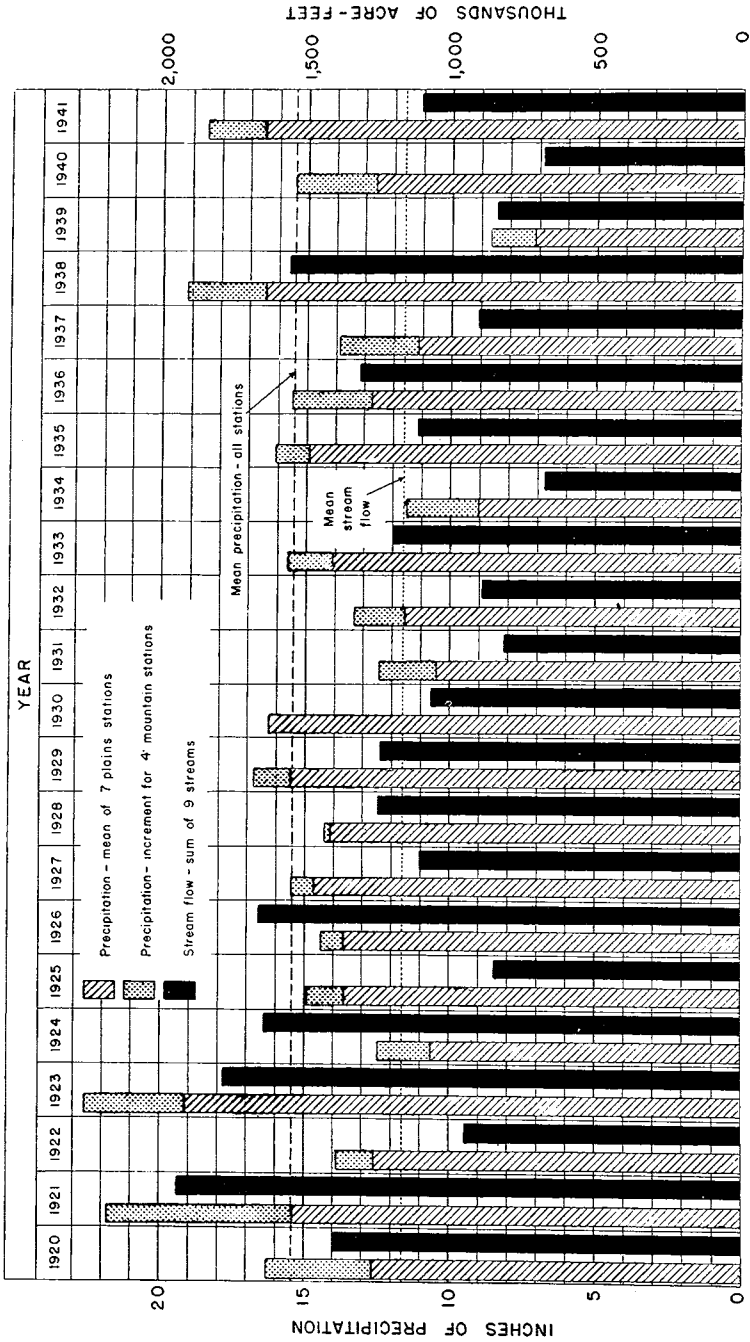 YEAR
1920 1921 1922 1923 1924 1925 1926 1927 1928 1929 1930 1931 1932 1933 1934 1935 1936 1937 1938 1939 1940 1941
Precipitation - mean of 7 plains stations
Precipitation - increment for 4 mountain stations
Stream flow - sum of 9 streams
Mean precipitation - all stations
Mean
stream
flow
INCHES OF PRECIPITATION
20
15
10
5
0
THOUSANDS OF ACRE-FEET
2,000
1,500
1,000
500
0